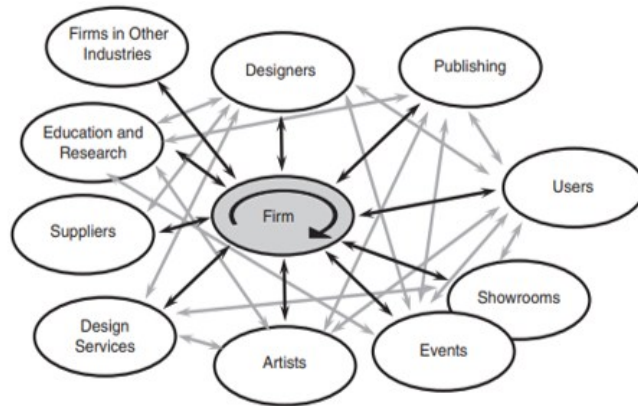 Firms in Other
Industries
Designers
Publishing
Education and
Research
Users
Firm
Suppliers
Showrooms
Design
Services
Artists
Events